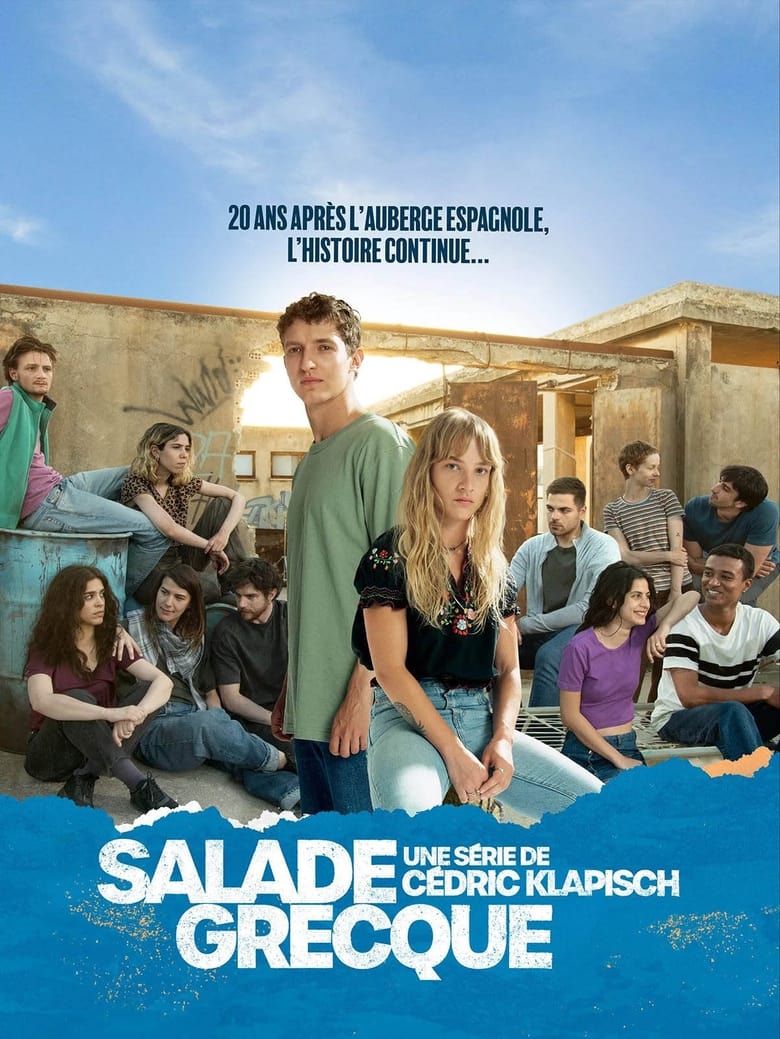 20 ANS APRÈS L'AUBERGE ESPAGNOLE,
L'HISTOIRE CONTINUE...
SALADE
UNE SÉRIE DE
CÉDRIC KLAPISCH
GRECQUE